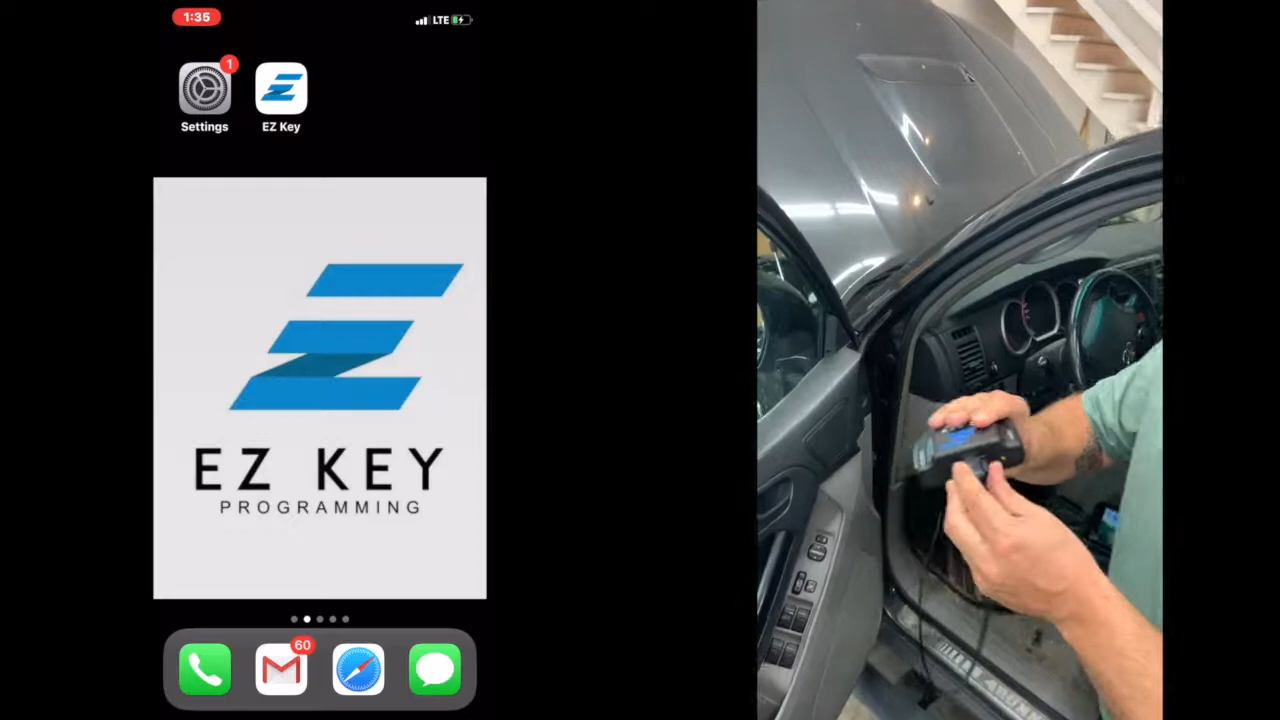 1:35
LTE
1
Settings
EZ Key
EZ KEY
PROGRAMMING
60